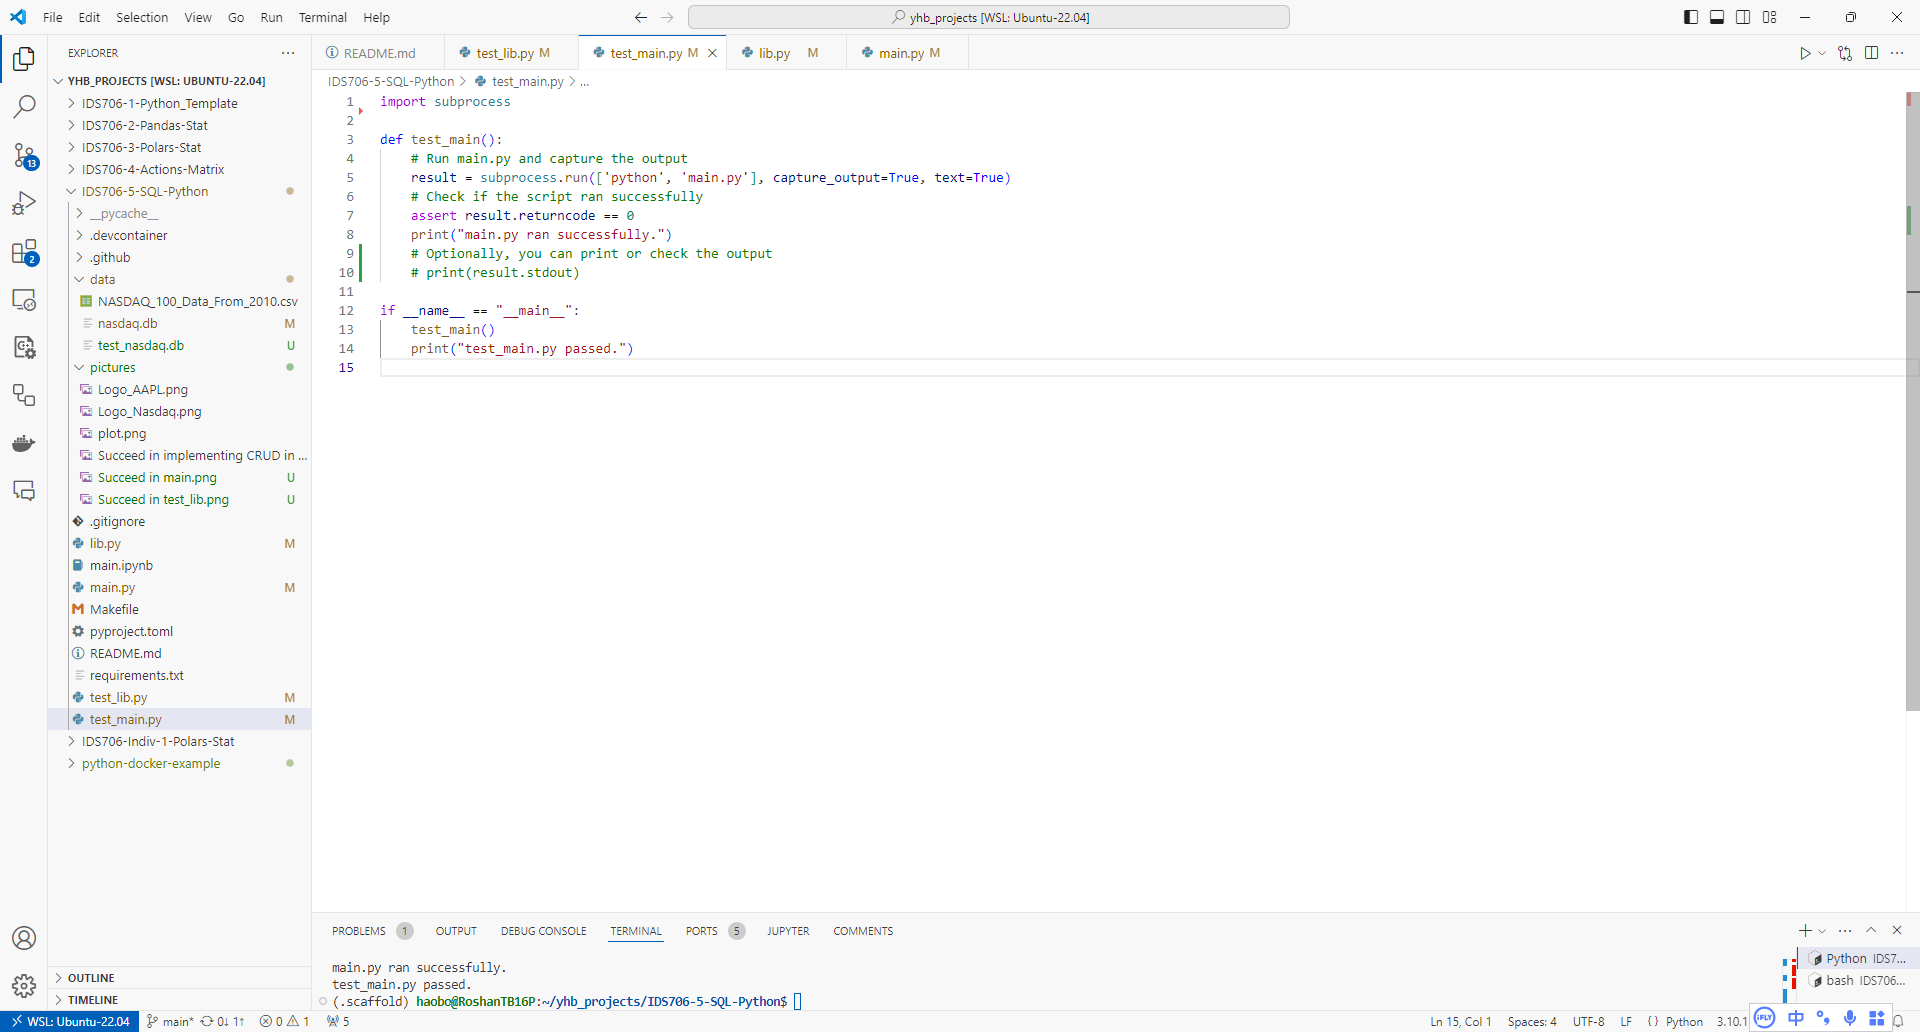 File Edit Selection View Go Run Terminal Help
yhb_projects [WSL: Ubuntu-22.04]
EXPLORER
YHB_PROJECTS [WSL: UBUNTU-22.04]
IDS706-1-Python_Template
IDS706-2-Pandas-Stat
IDS706-3-Polars-Stat
IDS706-4-Actions-Matrix
IDS706-5-SQL-Python
__pycache__
.devcontainer
.github
data
NASDAQ_100_Data_From_2010.csv
nasdaq.db M
test_nasdaq.db U
pictures
Logo_AAPL.png
Logo_Nasdaq.png
plot.png
Succeed in implementing CRUD in ...
Succeed in main.png U
Succeed in test_lib.png U
.gitignore
lib.py M
main.ipynb
main.py M
Makefile
pyproject.toml
README.md
requirements.txt
test_lib.py M
test_main.py M
IDS706-Indiv-1-Polars-Stat
python-docker-example
OUTLINE
TIMELINE
13
2
README.md test_lib.py M test_main.py M lib.py M main.py M
IDS706-5-SQL-Python > test_main.py > ...
1 import subprocess
2
3 def test_main():
4 # Run main.py and capture the output
5 result = subprocess.run(['python', 'main.py'], capture_output=True, text=True)
6 # Check if the script ran successfully
7 assert result.returncode == 0
8 print("main.py ran successfully.")
9 # Optionally, you can print or check the output
10 # print(result.stdout)
11
12 if __name__ == "__main__":
13 test_main()
14 print("test_main.py passed.")
15
PROBLEMS 1 OUTPUT DEBUG CONSOLE TERMINAL PORTS 5 JUPYTER COMMENTS
main.py ran successfully.
test_main.py passed.
(.scaffold) haobo@RoshanTB16P:~/yhb_projects/IDS706-5-SQL-Python$
Python IDS7...
bash IDS706...
WSL: Ubuntu-22.04 main* 0↓ 1↑ 0 1 5
Ln 15, Col 1 Spaces: 4 UTF-8 LF Python 3.10.1
iFLY 中